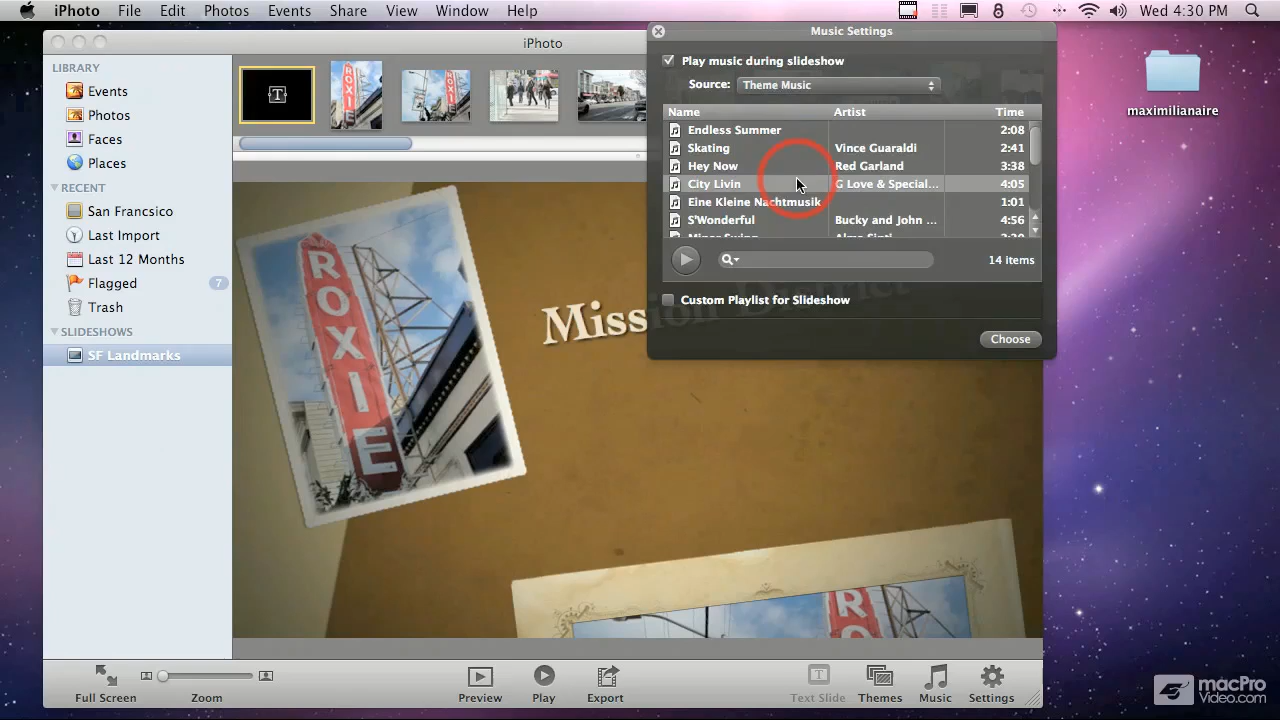 iPhoto File Edit Photos Events Share View Window Help Wed 4:30 PM
iPhoto
Music Settings
LIBRARY
Events
Photos
Faces
Places
RECENT
San Francsico
Last Import
Last 12 Months
Flagged 7
Trash
SLIDESHOWS
SF Landmarks
T
Play music during slideshow
Source: Theme Music
Name Artist Time
Endless Summer 2:08
Skating Vince Guaraldi 2:41
Hey Now Red Garland 3:38
City Livin G Love & Special... 4:05
Eine Kleine Nachtmusik 1:01
S'Wonderful Bucky and John ... 4:56
14 items
Custom Playlist for Slideshow
Choose
maximilianaire
ROXIE
Mission District
RO
Full Screen
Zoom
Preview
Play
Export
T
Text Slide
Themes
Music
Settings
macPro
Video.com